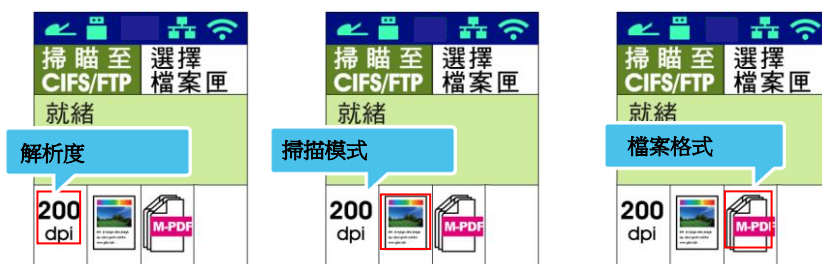 掃瞄至 選擇
CIFS/FTP 檔案匣
就緒
解析度
200
dpi
M-PDF
掃瞄至 選擇
CIFS/FTP 檔案匣
就緒
掃描模式
200
dpi
M-PDF
掃瞄至 選擇
CIFS/FTP 檔案匣
就緒
檔案格式
200
dpi
M-PDF